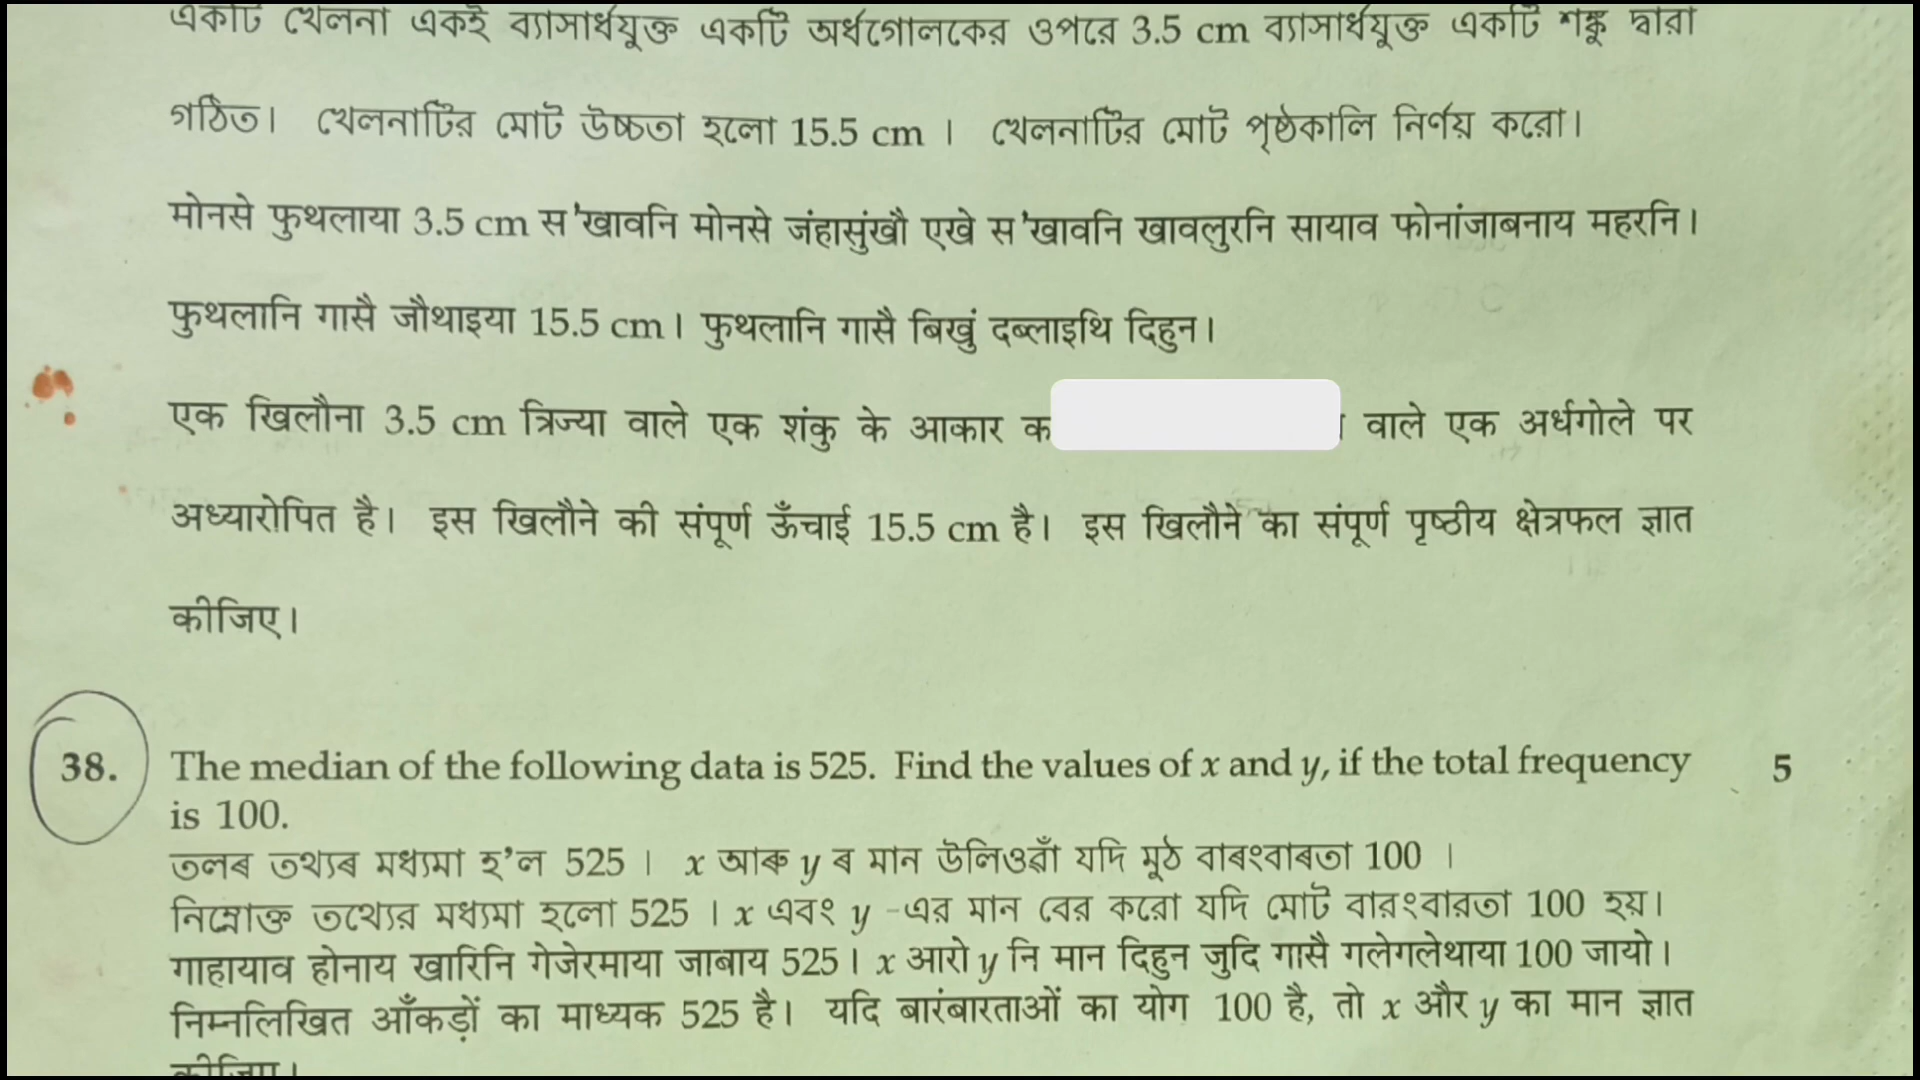 একটি খেলনা একই ব্যাসার্ধযুক্ত একটি অর্ধগোলকের ওপরে 3.5 cm ব্যাসার্ধযুক্ত একটি শঙ্কু দ্বারা
গঠিত। খেলনাটির মোট উচ্চতা হলো 15.5 cm । খেলনাটির মোট পৃষ্ঠকালি নির্ণয় করো।
मोनसे फुथलाया 3.5 cm स'खावनि मोनसे जंहासुंखौ एखे स'खावनि खावलुरनि सायाव फोनांजाबनाय महरनि।
फुथलानि गासै जौथाइया 15.5 cm। फुथलानि गासै बिखुं दब्लाइथि दिहुन।
एक खिलौना 3.5 cm त्रिज्या वाले एक शंकु के आकार वाले एक अर्धगोले पर
अध्यारोपित है। इस खिलौने की संपूर्ण ऊँचाई 15.5 cm है। इस खिलौने का संपूर्ण पृष्ठीय क्षेत्रफल ज्ञात
कीजिए।
38. The median of the following data is 525. Find the values of x and y, if the total frequency 5
is 100.
তলৰ তথ্যৰ মধ্যমা হ'ল 525 । x আৰু y ৰ মান উলিওৱাঁ যদি মুঠ বাৰংবাৰতা 100 ।
নিম্নোক্ত তথ্যের মধ্যমা হলো 525 । x এবং y -এর মান বের করো যদি মোট বারংবারতা 100 হয়।
गाहायाव होनाय खारिनि गेजेरमाया जाबाय 525। x आरो y नि मान दिहुन जुदि गासै गलेगलेथाया 100 जायो।
निम्नलिखित आँकड़ों का माध्यक 525 है। यदि बारंबारताओं का योग 100 है, तो x और y का मान ज्ञात
कीजिए।